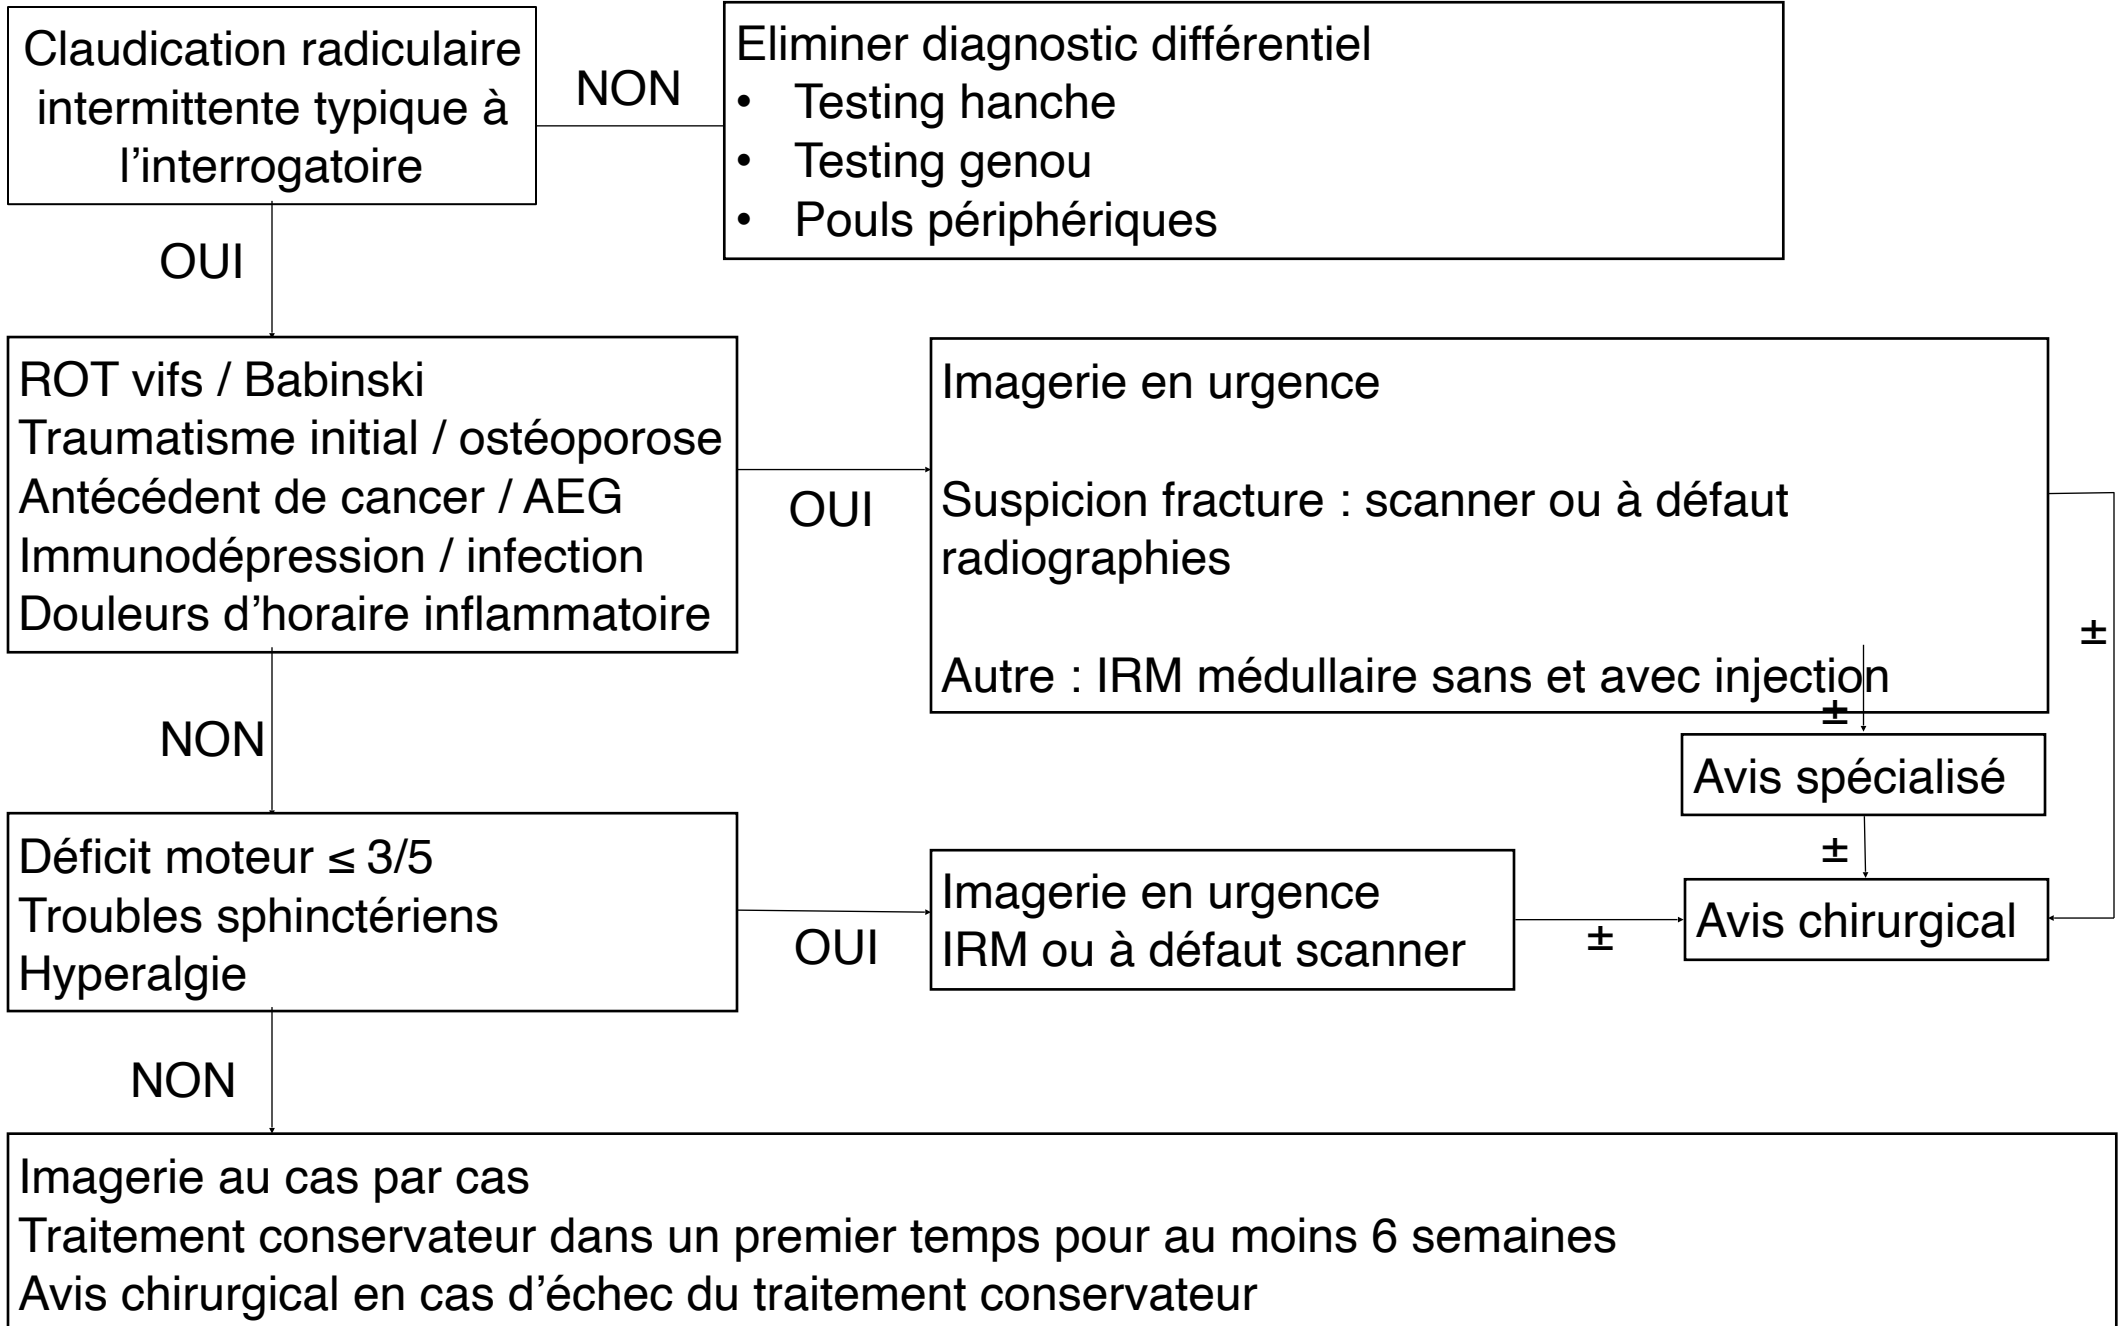 Claudication radiculaire
intermittente typique à
l’interrogatoire
NON
Eliminer diagnostic différentiel
• Testing hanche
• Testing genou
• Pouls périphériques
OUI
ROT vifs / Babinski
Traumatisme initial / ostéoporose
Antécédent de cancer / AEG
Immunodépression / infection
Douleurs d’horaire inflammatoire
OUI
Imagerie en urgence
Suspicion fracture : scanner ou à défaut
radiographies
Autre : IRM médullaire sans et avec injection
±
±
NON
Avis spécialisé
±
Déficit moteur ≤ 3/5
Troubles sphinctériens
Hyperalgie
OUI
Imagerie en urgence
IRM ou à défaut scanner
±
Avis chirurgical
NON
Imagerie au cas par cas
Traitement conservateur dans un premier temps pour au moins 6 semaines
Avis chirurgical en cas d’échec du traitement conservateur